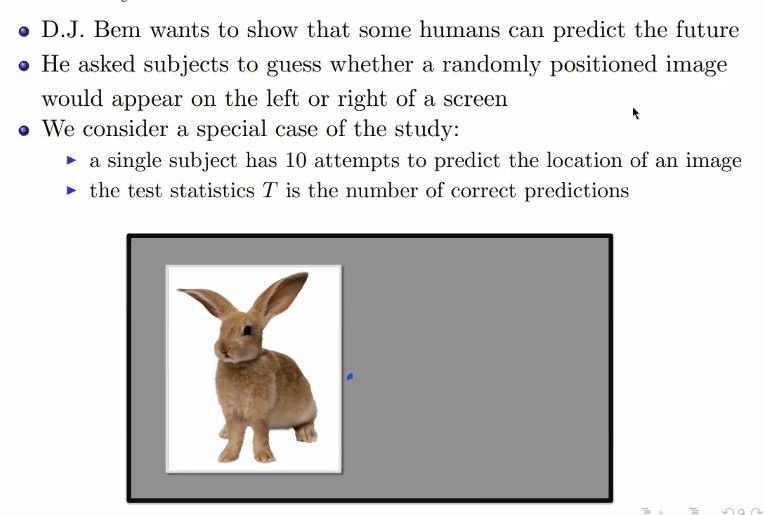 D.J. Bem wants to show that some humans can predict the future
He asked subjects to guess whether a randomly positioned image
would appear on the left or right of a screen
We consider a special case of the study:
a single subject has 10 attempts to predict the location of an image
the test statistics T is the number of correct predictions